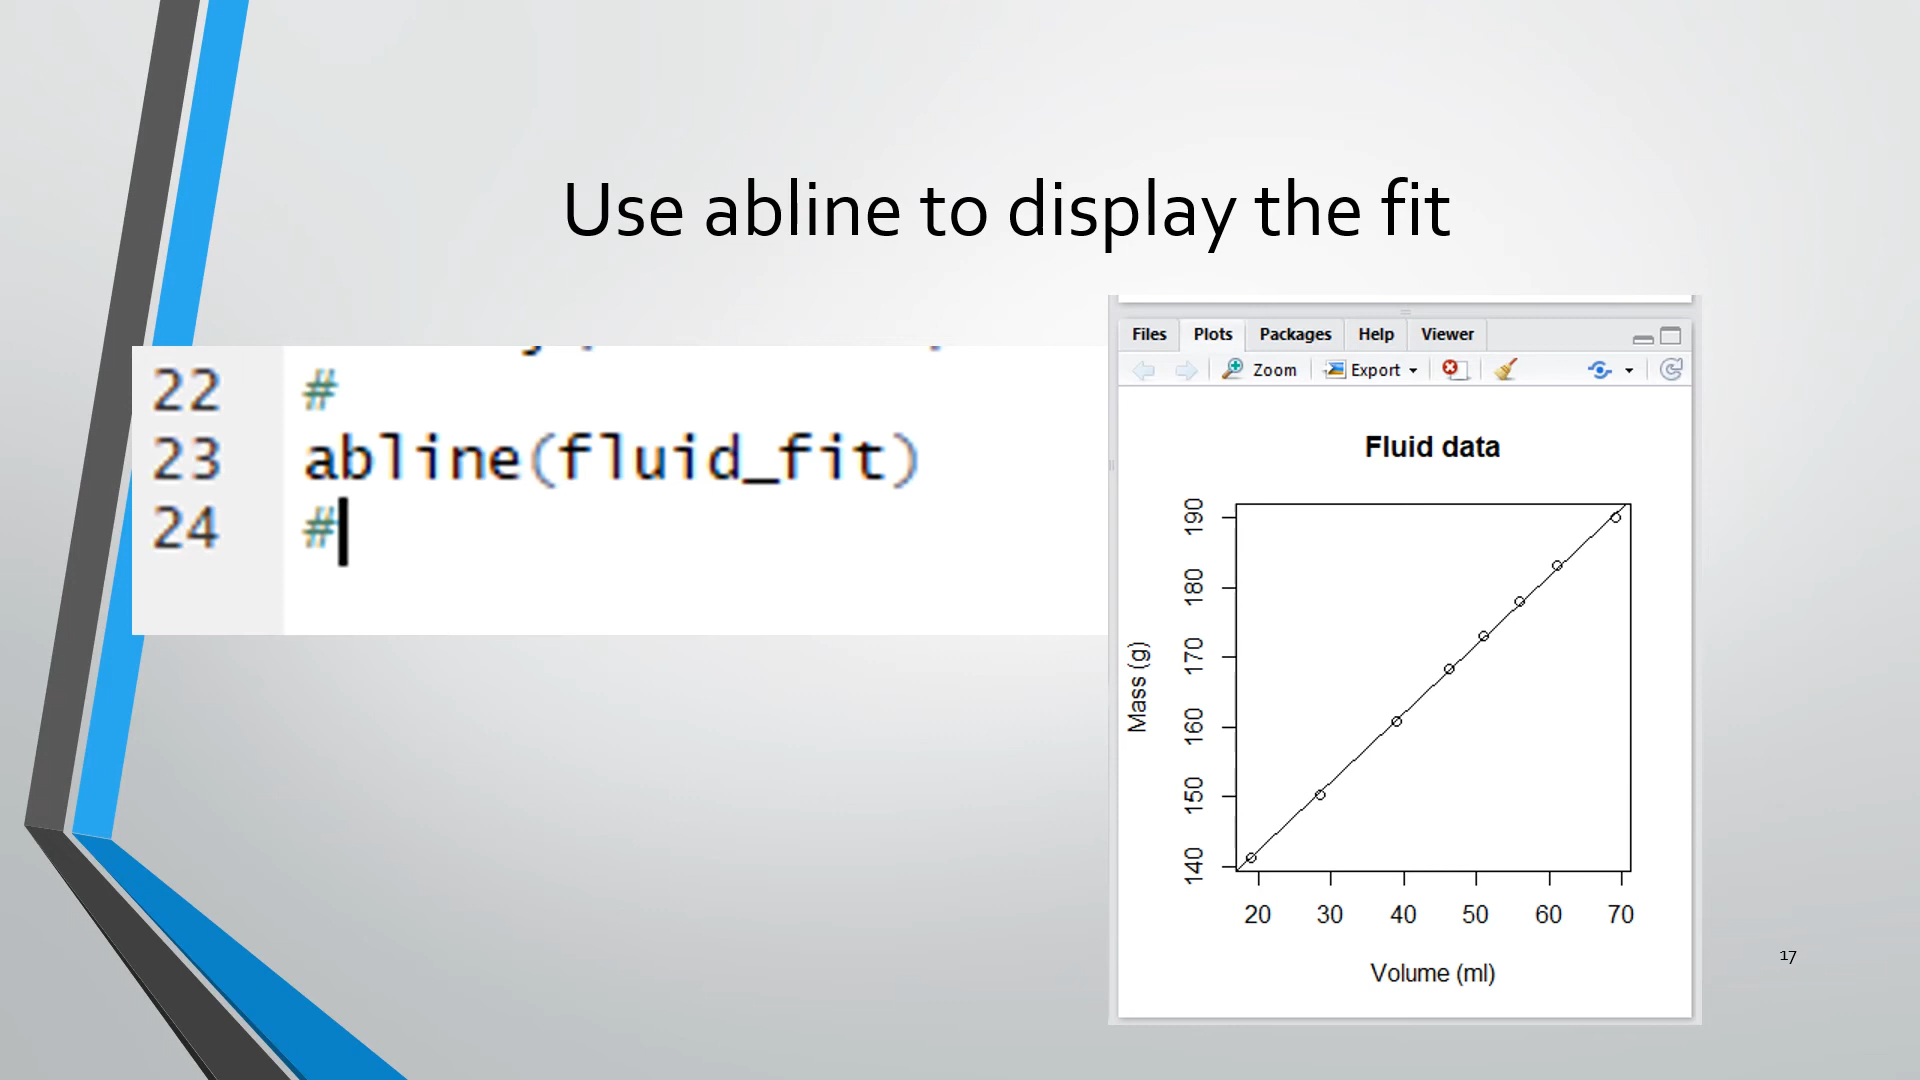 Use abline to display the fit
22 #
23 abline(fluid_fit)
24 #
Files Plots Packages Help Viewer
Zoom Export
Fluid data
Mass (g)
190
180
170
160
150
140
20 30 40 50 60 70
Volume (ml)
17